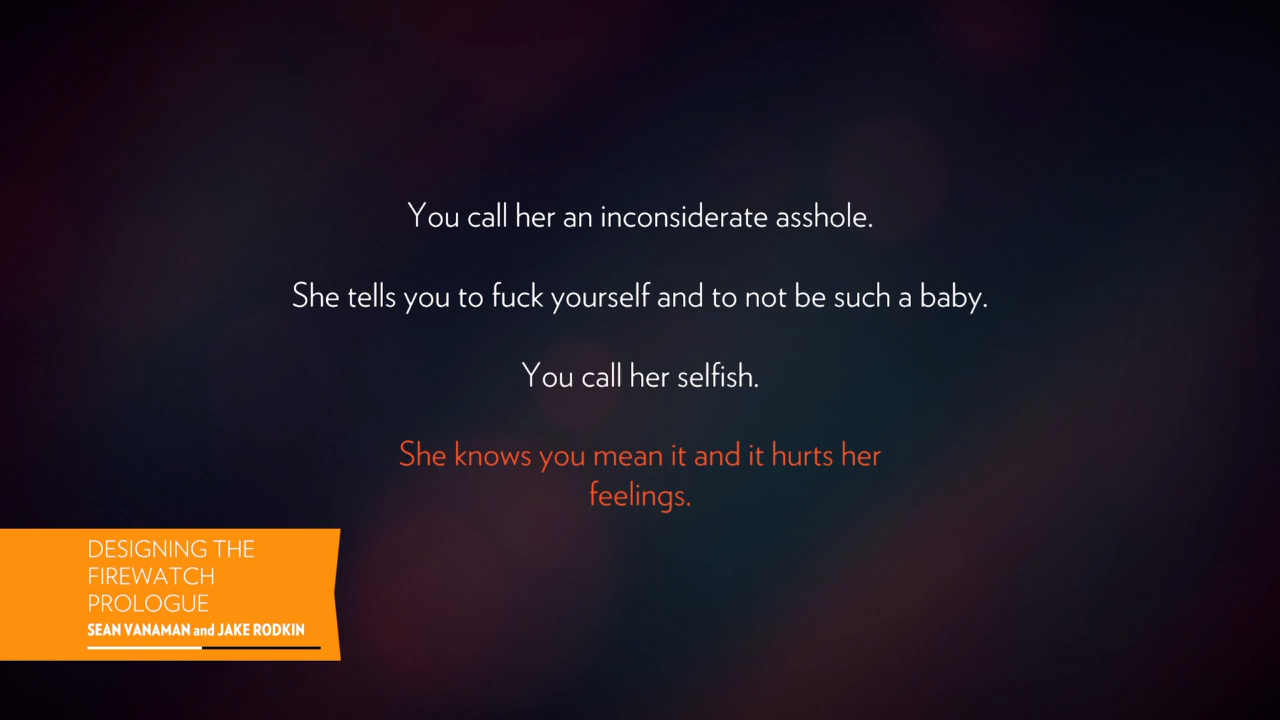 You call her an inconsiderate asshole.
She tells you to fuck yourself and to not be such a baby.
You call her selfish.
She knows you mean it and it hurts her
feelings.
DESIGNING THE
FIREWATCH
PROLOGUE
SEAN VANAMAN and JAKE RODKIN